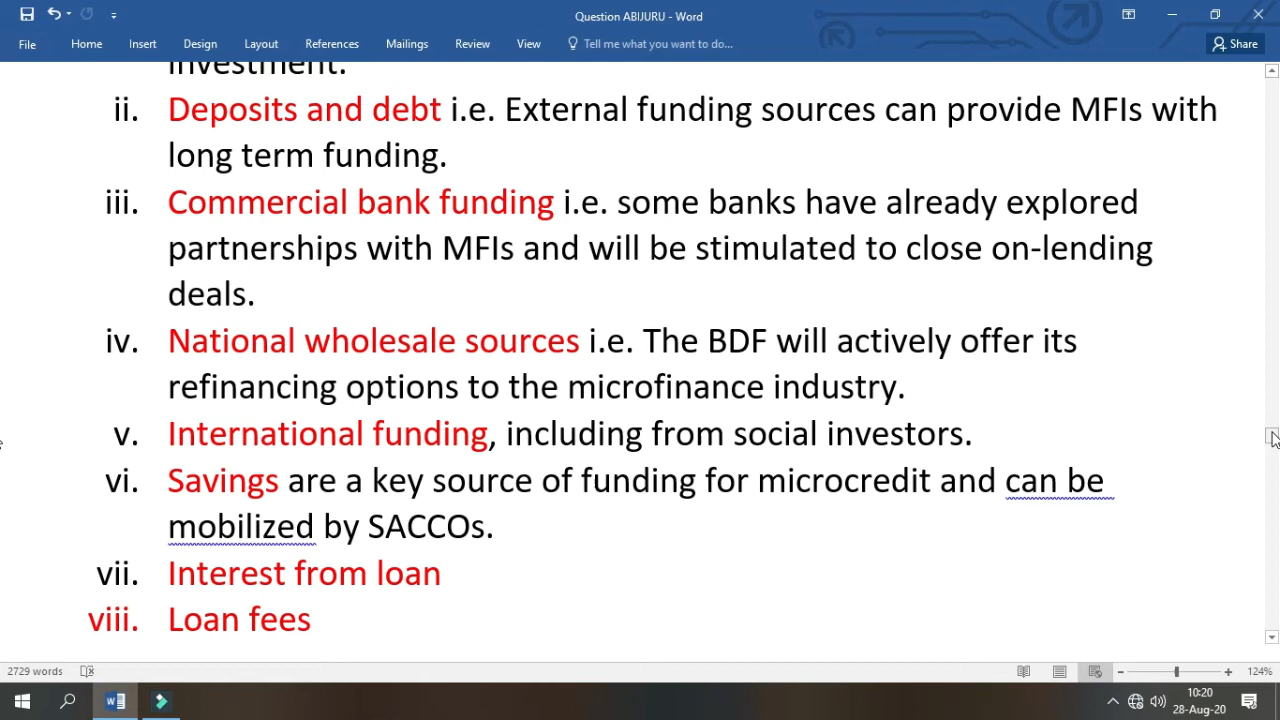 Question ABIJURU - Word
File Home Insert Design Layout References Mailings Review View Tell me what you want to do... Share
investment.
ii. Deposits and debt i.e. External funding sources can provide MFIs with
long term funding.
iii. Commercial bank funding i.e. some banks have already explored
partnerships with MFIs and will be stimulated to close on-lending
deals.
iv. National wholesale sources i.e. The BDF will actively offer its
refinancing options to the microfinance industry.
v. International funding, including from social investors.
vi. Savings are a key source of funding for microcredit and can be
mobilized by SACCOs.
vii. Interest from loan
viii. Loan fees
2729 words 124%
10:20
28-Aug-20